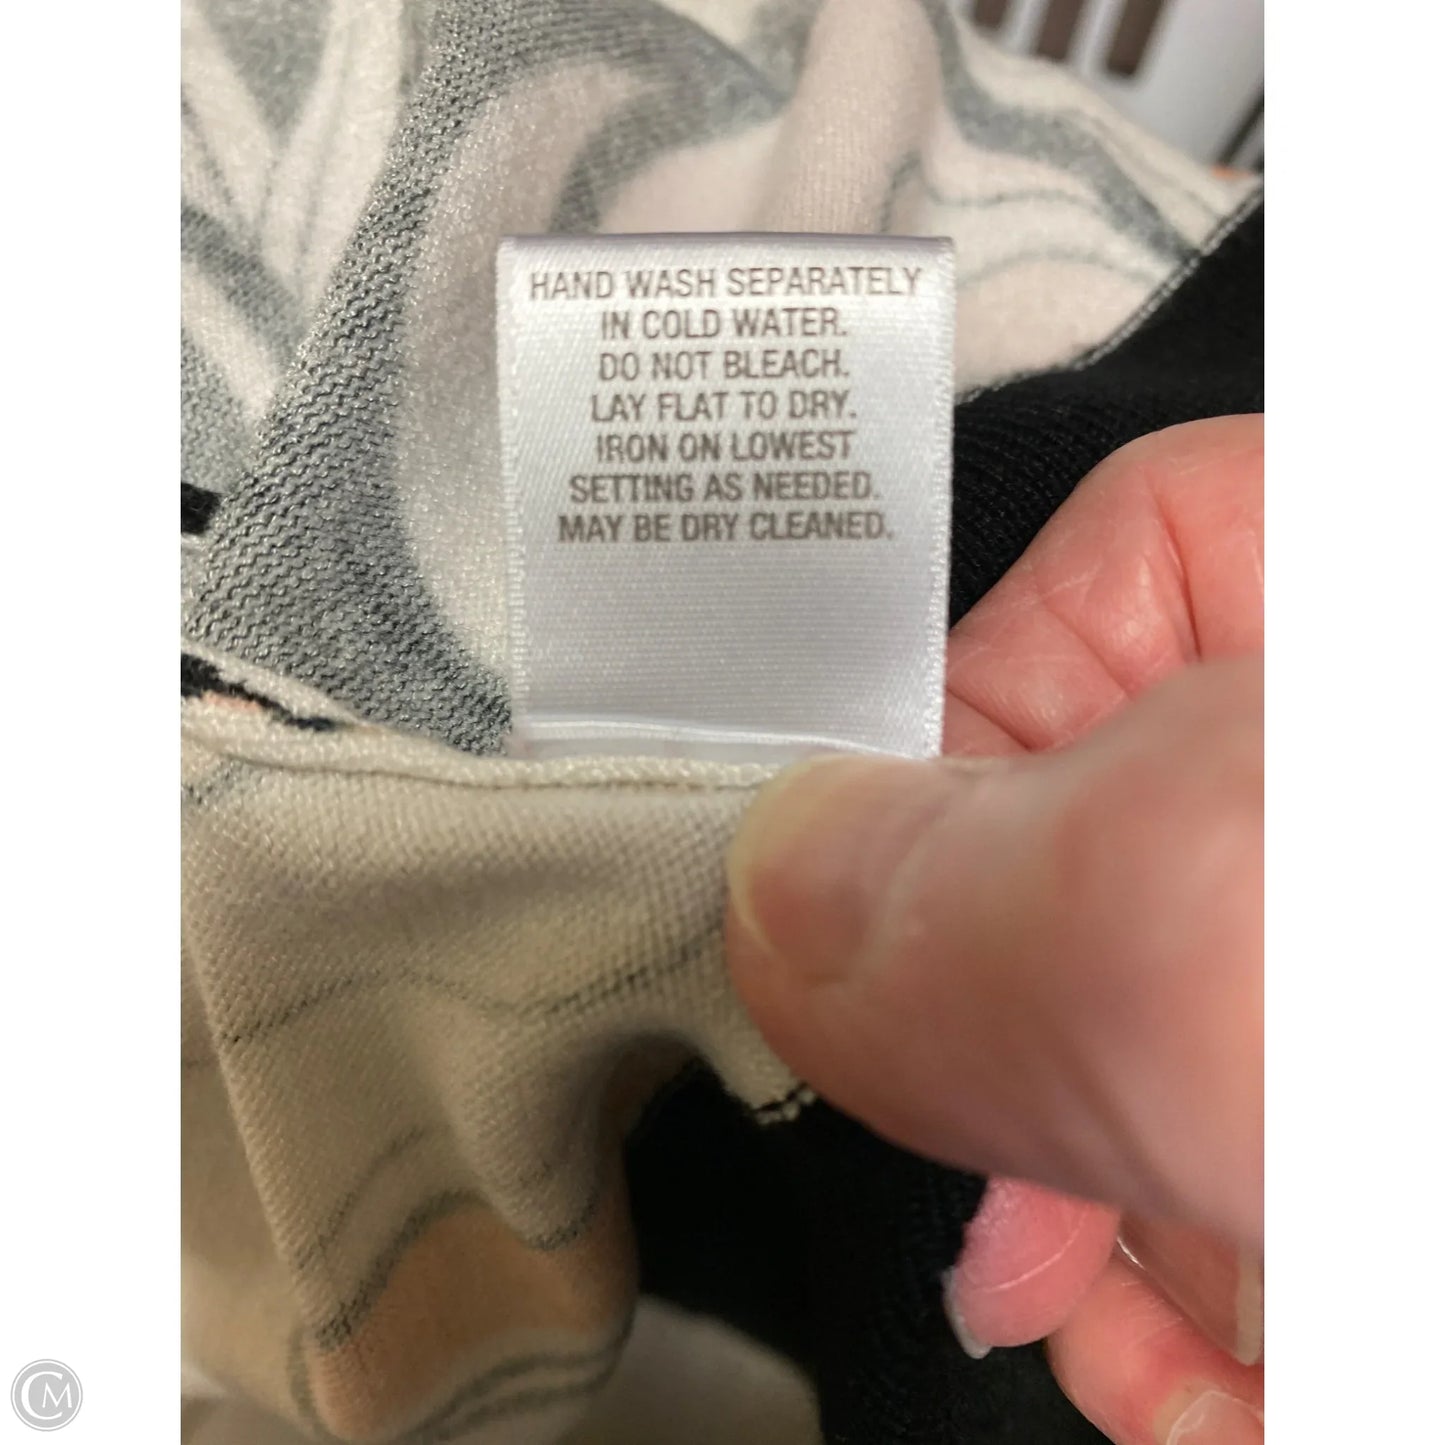 HAND WASH SEPARATELY
IN COLD WATER.
DO NOT BLEACH.
LAY FLAT TO DRY.
IRON ON LOWEST
SETTING AS NEEDED.
MAY BE DRY CLEANED.
CM